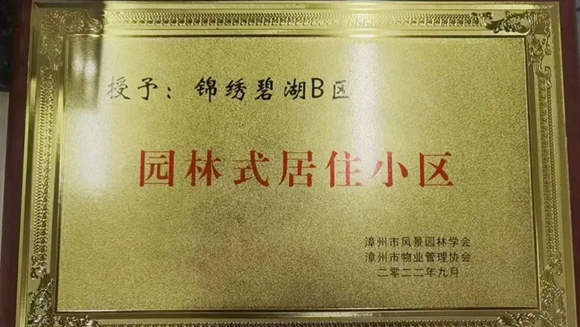 授予：锦绣碧湖B区
园林式居住小区
漳州市风景园林学会
漳州市物业管理协会
二零二二年九月